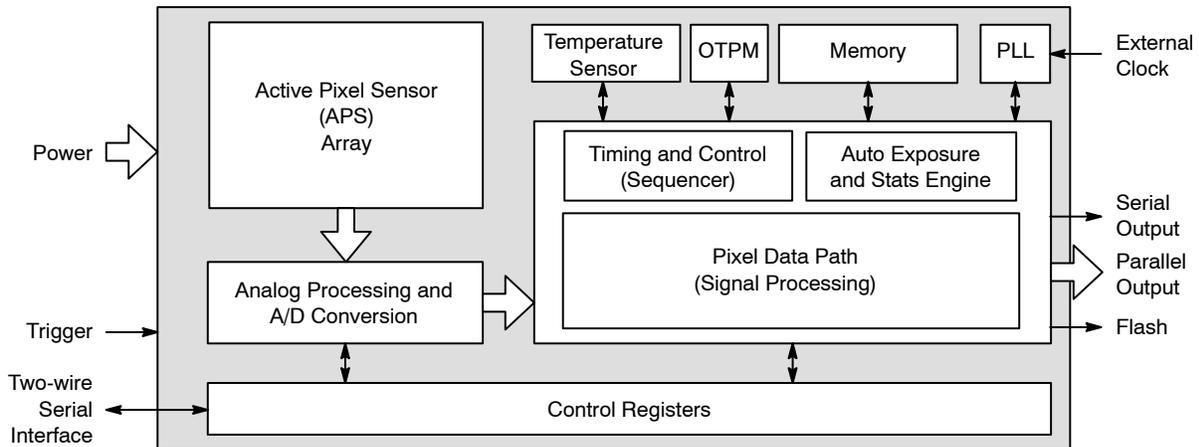 Active Pixel Sensor
(APS)
Array
Temperature
Sensor
OTPM
Memory
PLL
External
Clock
Power
Timing and Control
(Sequencer)
Auto Exposure
and Stats Engine
Serial
Output
Pixel Data Path
(Signal Processing)
Parallel
Output
Analog Processing and
A/D Conversion
Trigger
Flash
Two-wire
Serial
Interface
Control Registers